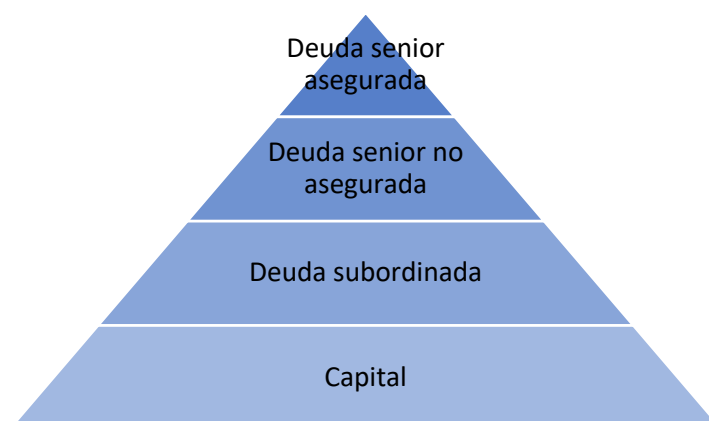 Deuda senior
asegurada
Deuda senior no
asegurada
Deuda subordinada
Capital